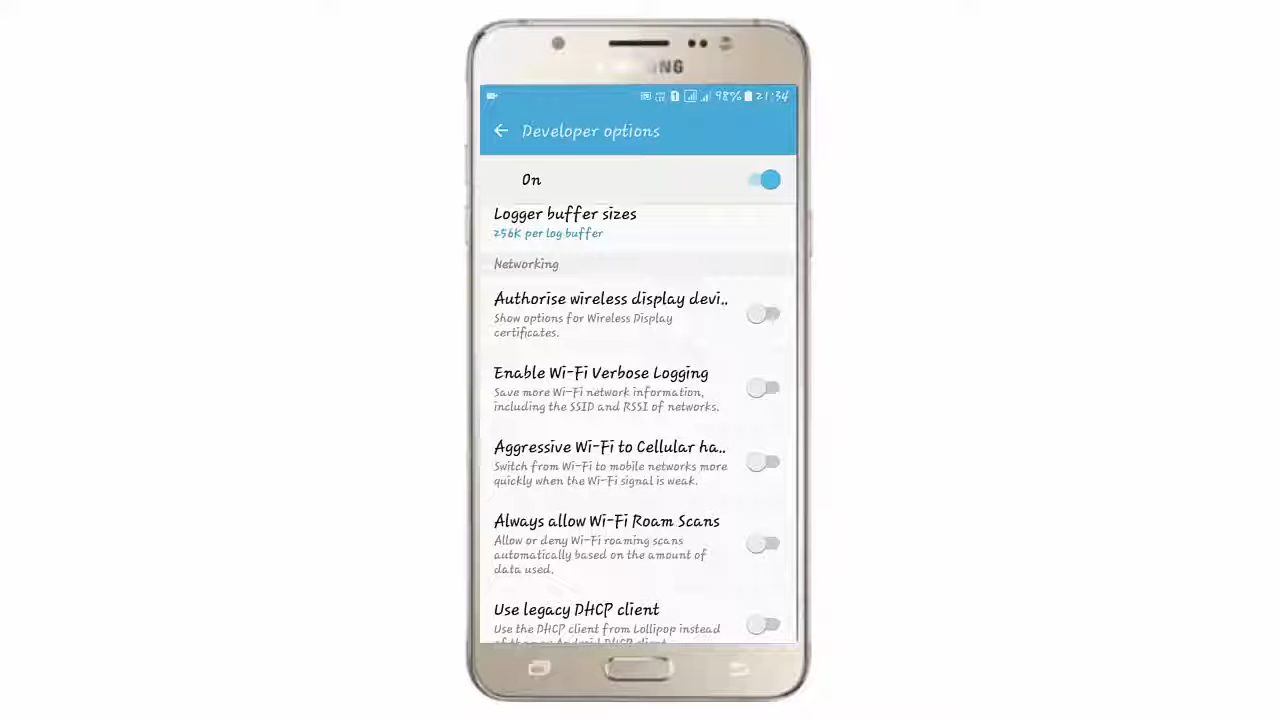 98% 21:34
Developer options
On
Logger buffer sizes
256K per log buffer
Networking
Authorise wireless display devi..
Show options for Wireless Display
certificates.
Enable Wi-Fi Verbose Logging
Save more Wi-Fi network information,
including the SSID and RSSI of networks.
Aggressive Wi-Fi to Cellular ha..
Switch from Wi-Fi to mobile networks more
quickly when the Wi-Fi signal is weak.
Always allow Wi-Fi Roam Scans
Allow or deny Wi-Fi roaming scans
automatically based on the amount of
data used.
Use legacy DHCP client
Use the DHCP client from Lollipop instead